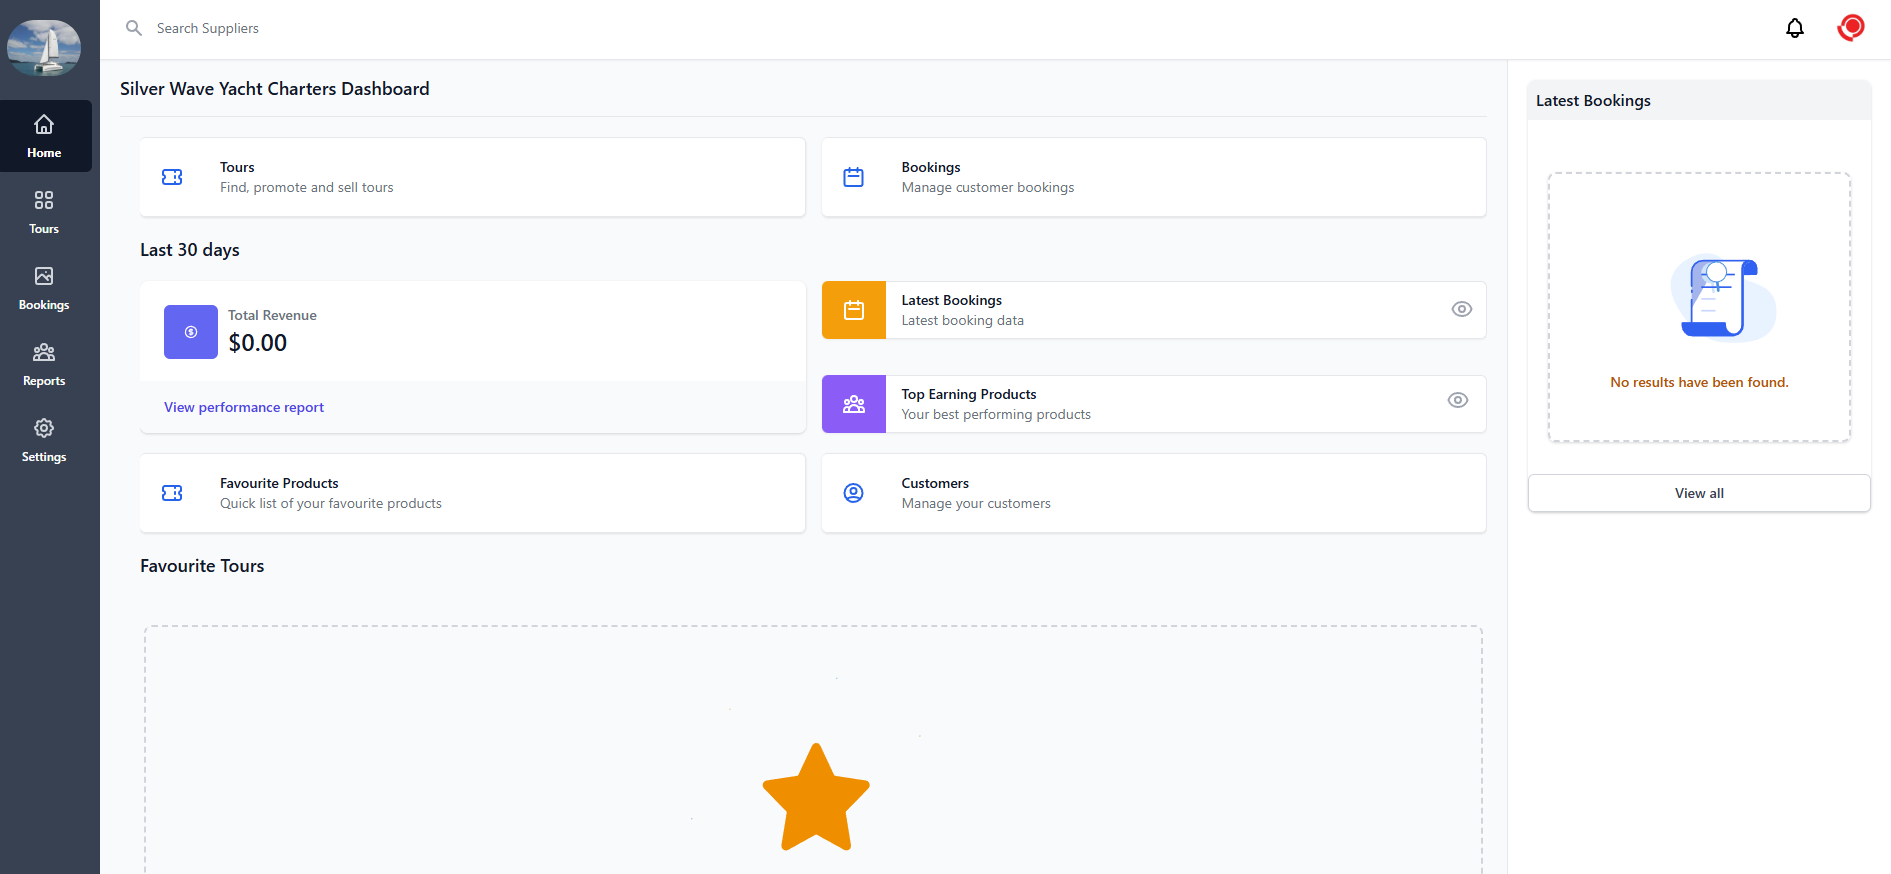 Search Suppliers
Home
Tours
Bookings
Reports
Settings
Silver Wave Yacht Charters Dashboard
Tours
Find, promote and sell tours
Bookings
Manage customer bookings
Last 30 days
Total Revenue
$0.00
View performance report
Latest Bookings
Latest booking data
Top Earning Products
Your best performing products
Favourite Products
Quick list of your favourite products
Customers
Manage your customers
Favourite Tours
Latest Bookings
No results have been found.
View all